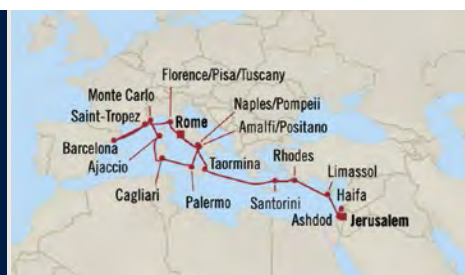 Florence/Pisa/Tuscany
Monte Carlo
Naples/Pompeii
Saint-Tropez
Rome
Amalfi/Positano
Barcelona
Rhodes
Ajaccio
Taormina
Limassol
Haifa
Cagliari
Palermo
Santorini
Ashdod
Jerusalem